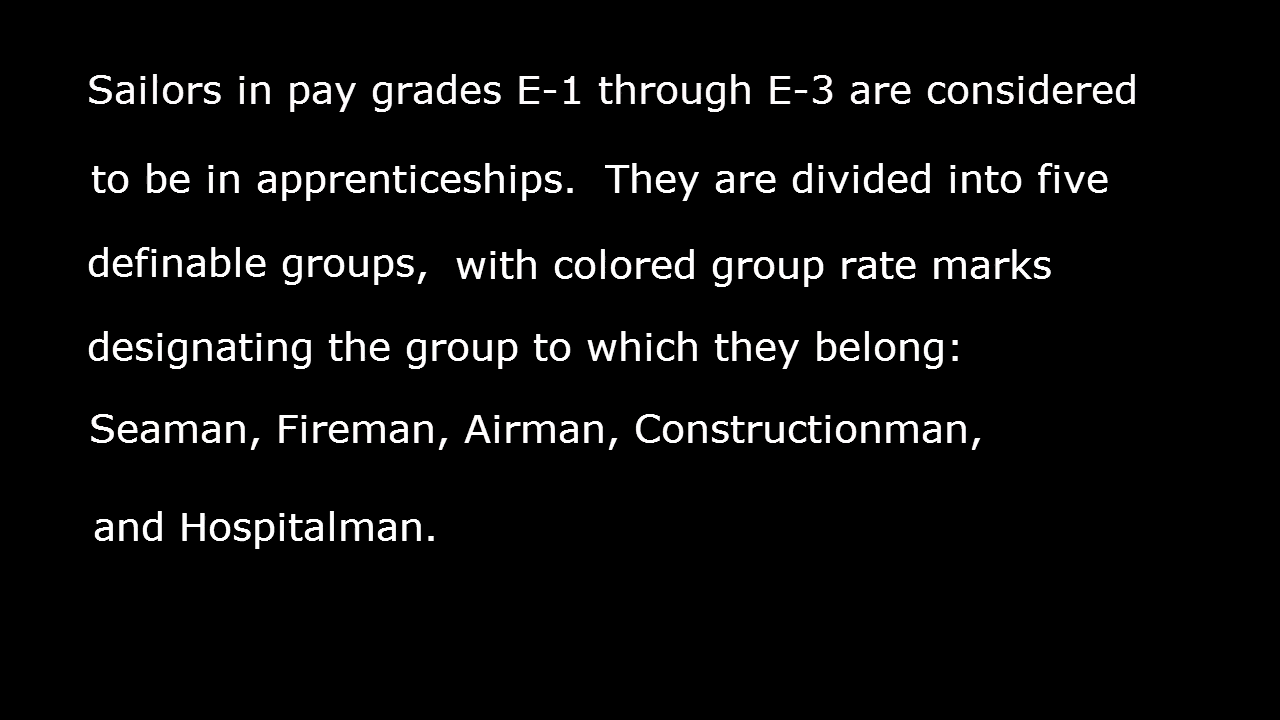 Sailors in pay grades E-1 through E-3 are considered
to be in apprenticeships.  They are divided into five
definable groups,  with colored group rate marks
designating the group to which they belong:
Seaman, Fireman, Airman, Constructionman,
and Hospitalman.